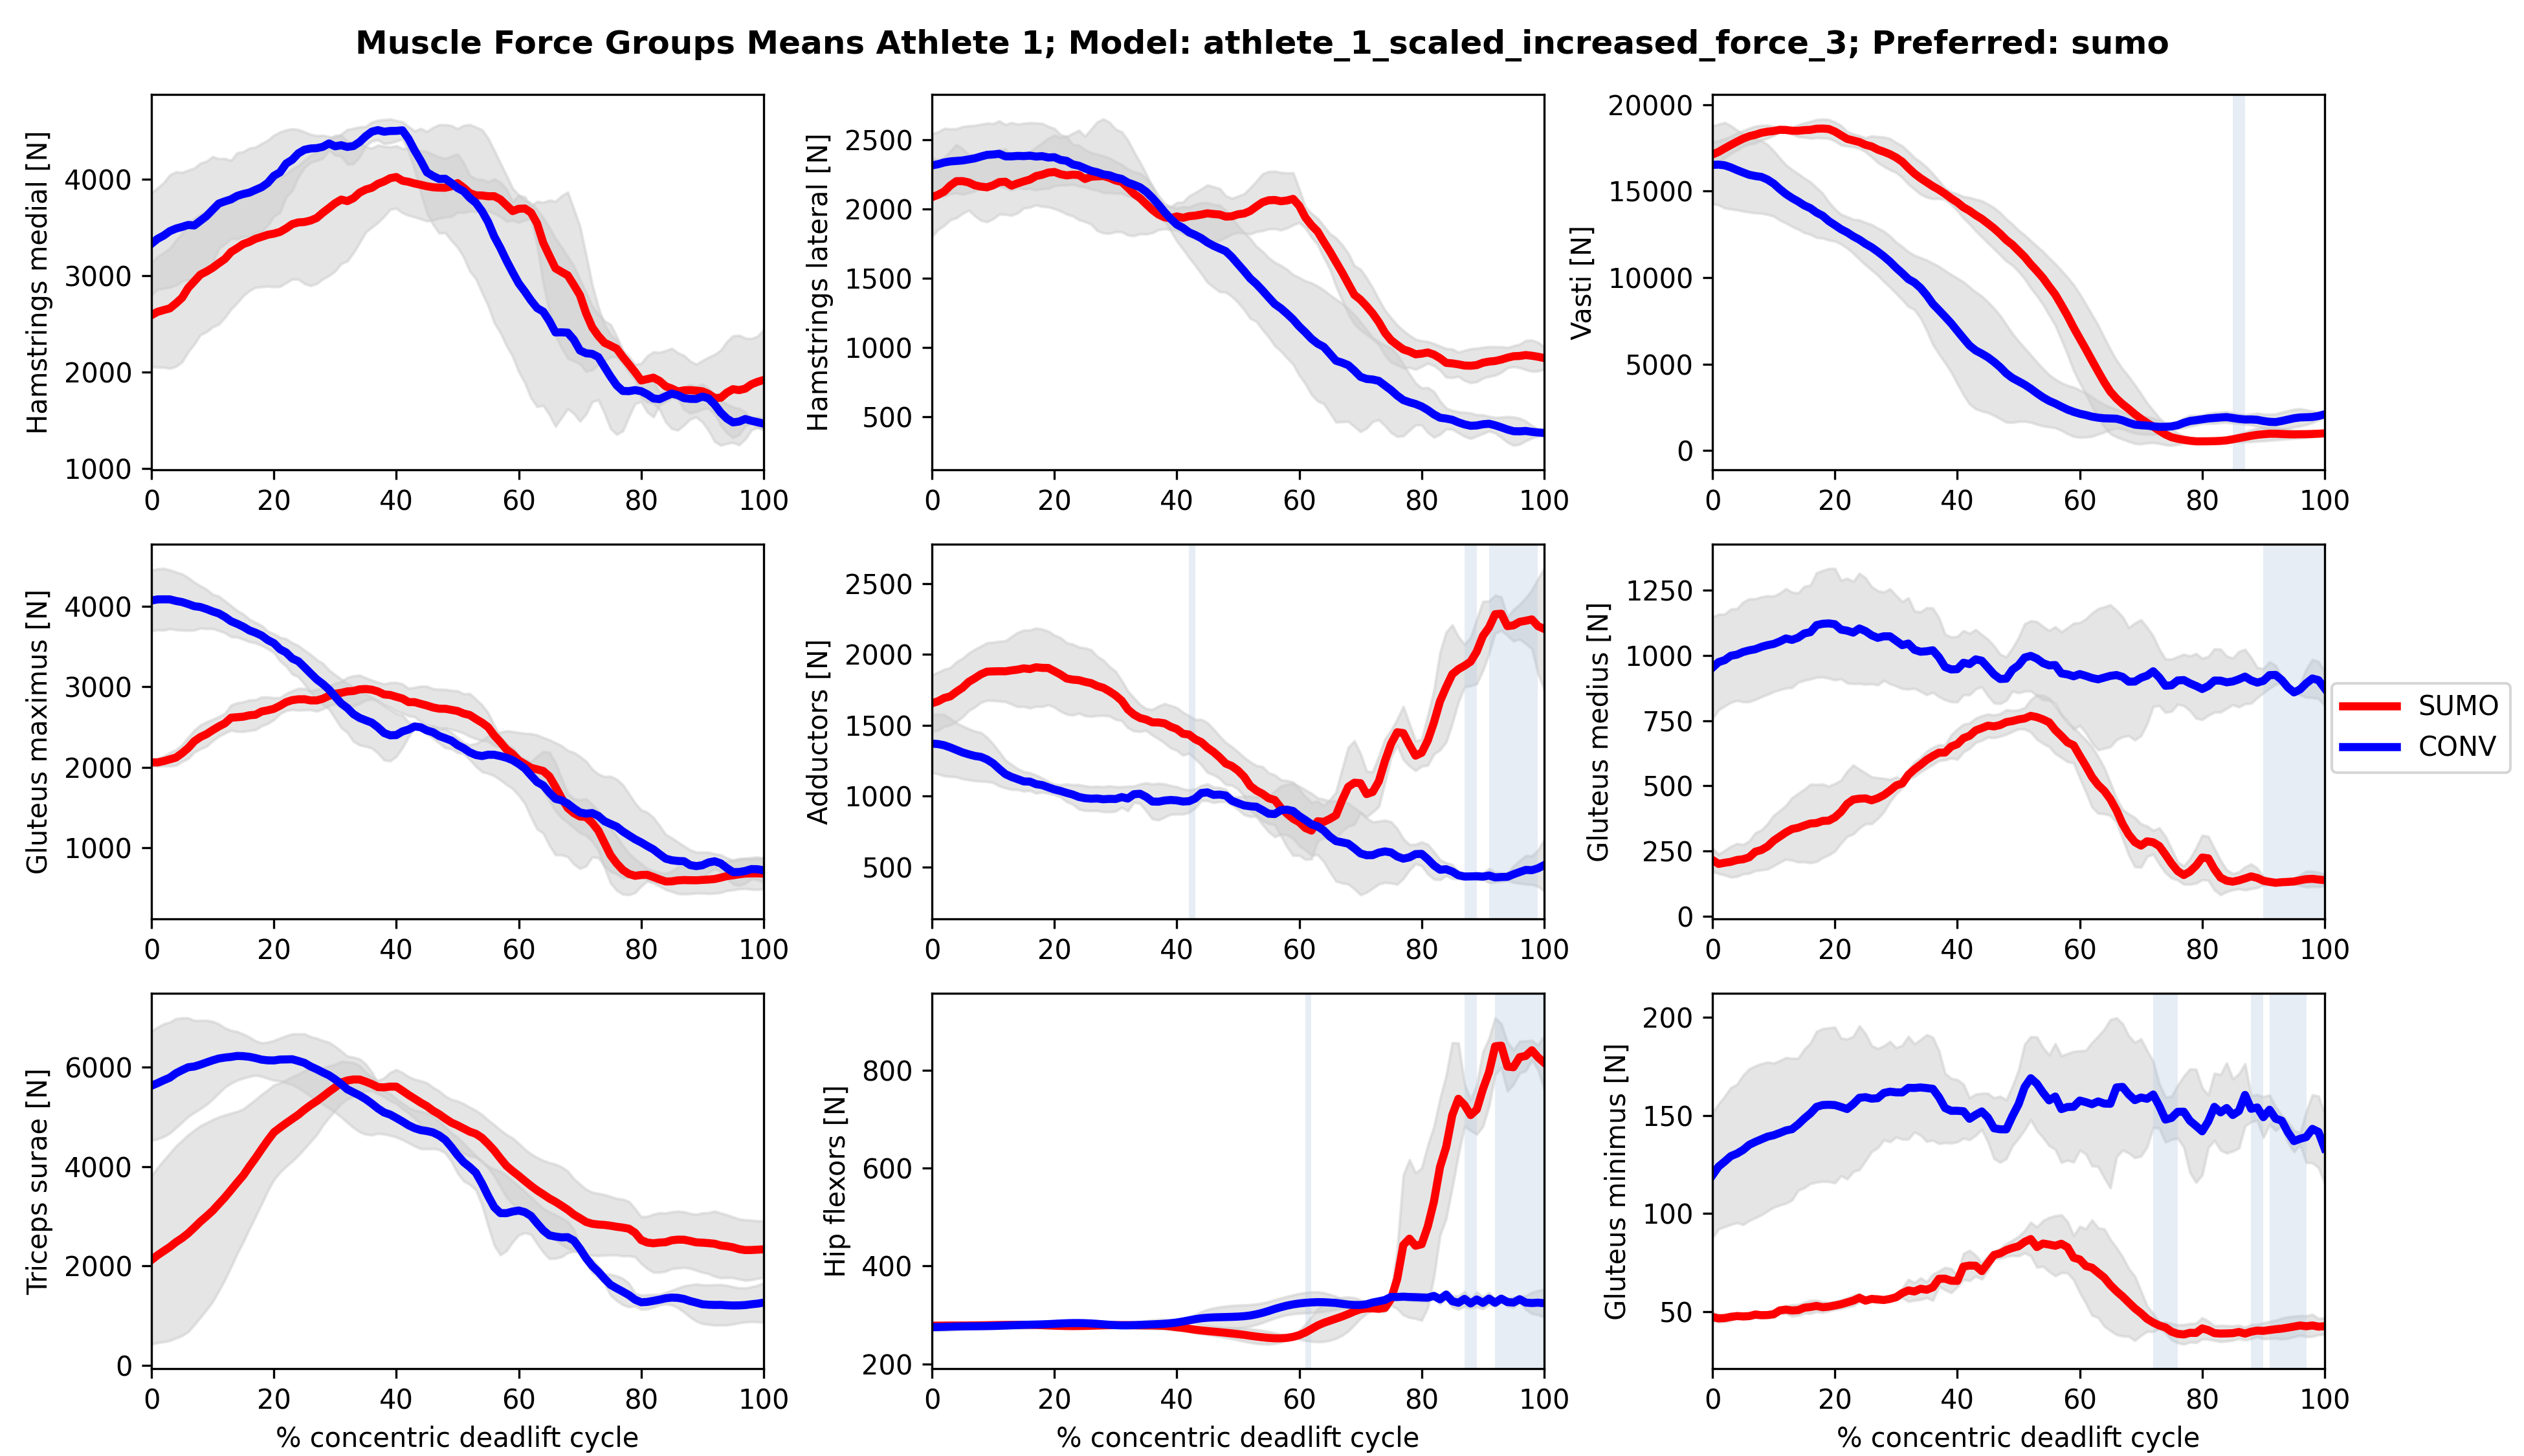 Muscle Force Groups Means Athlete 1; Model: athlete_1_scaled_increased_force_3; Preferred: sumo
Hamstrings medial [N]
4000
3000
2000
1000
0 20 40 60 80 100
Hamstrings lateral [N]
2500
2000
1500
1000
500
0 20 40 60 80 100
Vasti [N]
20000
15000
10000
5000
0
0 20 40 60 80 100
Gluteus maximus [N]
4000
3000
2000
1000
0 20 40 60 80 100
Adductors [N]
2500
2000
1500
1000
500
0 20 40 60 80 100
Gluteus medius [N]
1250
1000
750
500
250
0
0 20 40 60 80 100
SUMO
CONV
Triceps surae [N]
6000
4000
2000
0
0 20 40 60 80 100
% concentric deadlift cycle
Hip flexors [N]
800
600
400
200
0 20 40 60 80 100
% concentric deadlift cycle
Gluteus minimus [N]
200
150
100
50
0 20 40 60 80 100
% concentric deadlift cycle